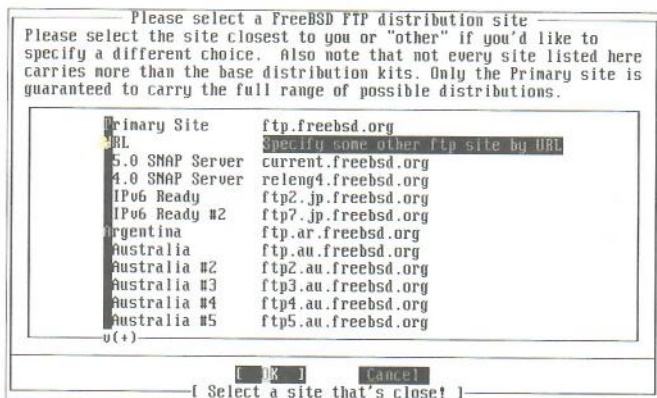 Please select a FreeBSD FTP distribution site
Please select the site closest to you or "other" if you'd like to
specify a different choice.  Also note that not every site listed here
carries more than the base distribution kits. Only the Primary site is
guaranteed to carry the full range of possible distributions.
Primary Site ftp.freebsd.org
URL Specify some other ftp site by URL
5.0 SNAP Server current.freebsd.org
4.0 SNAP Server releng4.freebsd.org
IPv6 Ready ftp2.jp.freebsd.org
IPv6 Ready #2 ftp7.jp.freebsd.org
Argentina ftp.ar.freebsd.org
Australia ftp.au.freebsd.org
Australia #2 ftp2.au.freebsd.org
Australia #3 ftp3.au.freebsd.org
Australia #4 ftp4.au.freebsd.org
Australia #5 ftp5.au.freebsd.org
v(+)
[ OK ] Cancel
[ Select a site that's close! ]